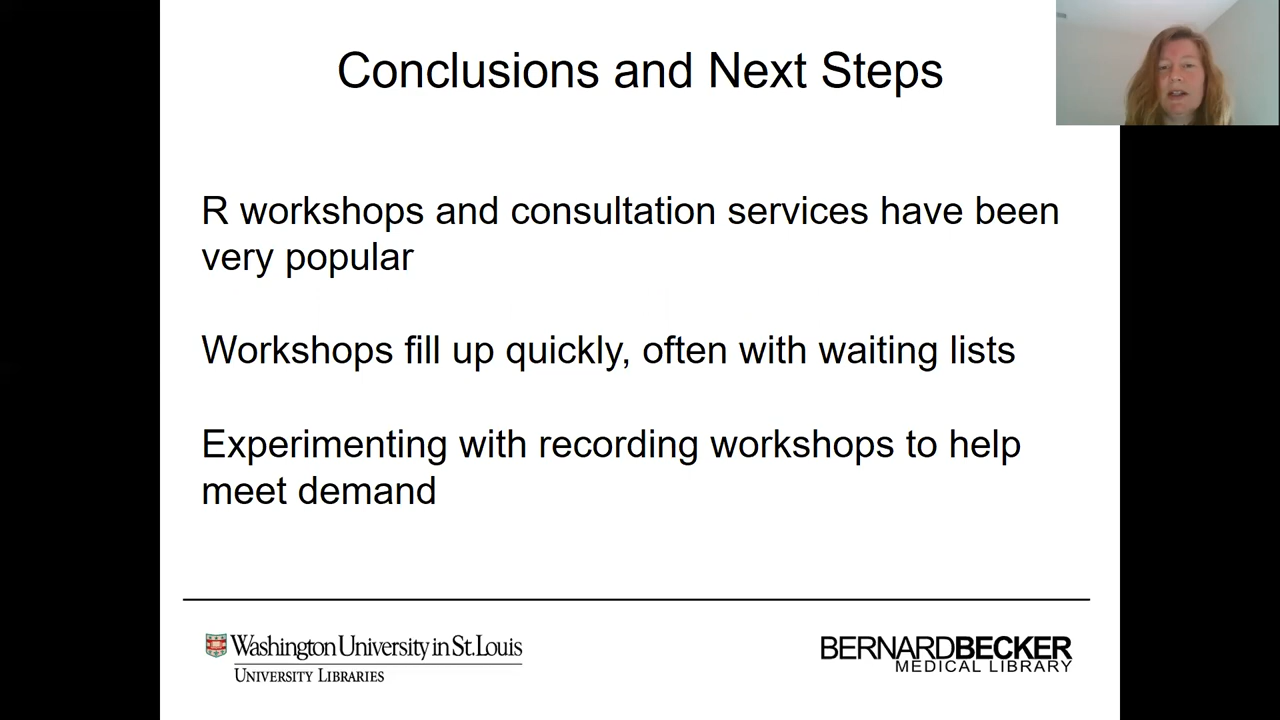 Conclusions and Next Steps
R workshops and consultation services have been
very popular
Workshops fill up quickly, often with waiting lists
Experimenting with recording workshops to help
meet demand
Washington University in St. Louis
UNIVERSITY LIBRARIES
BERNARDBECKER
MEDICAL LIBRARY